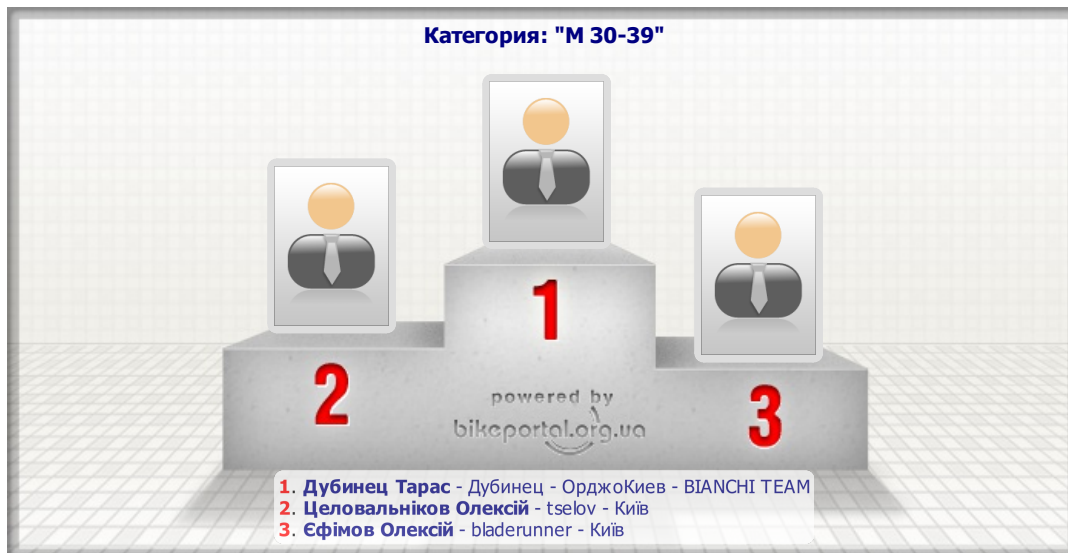 Категория: "М 30-39"
1
2
3
powered by
bikeportal.org.ua
1. Дубинец Тарас - Дубинец - ОрджоКиев - BIANCHI TEAM
2. Целовальніков Олексій - tselov - Київ
3. Єфімов Олексій - bladerunner - Київ